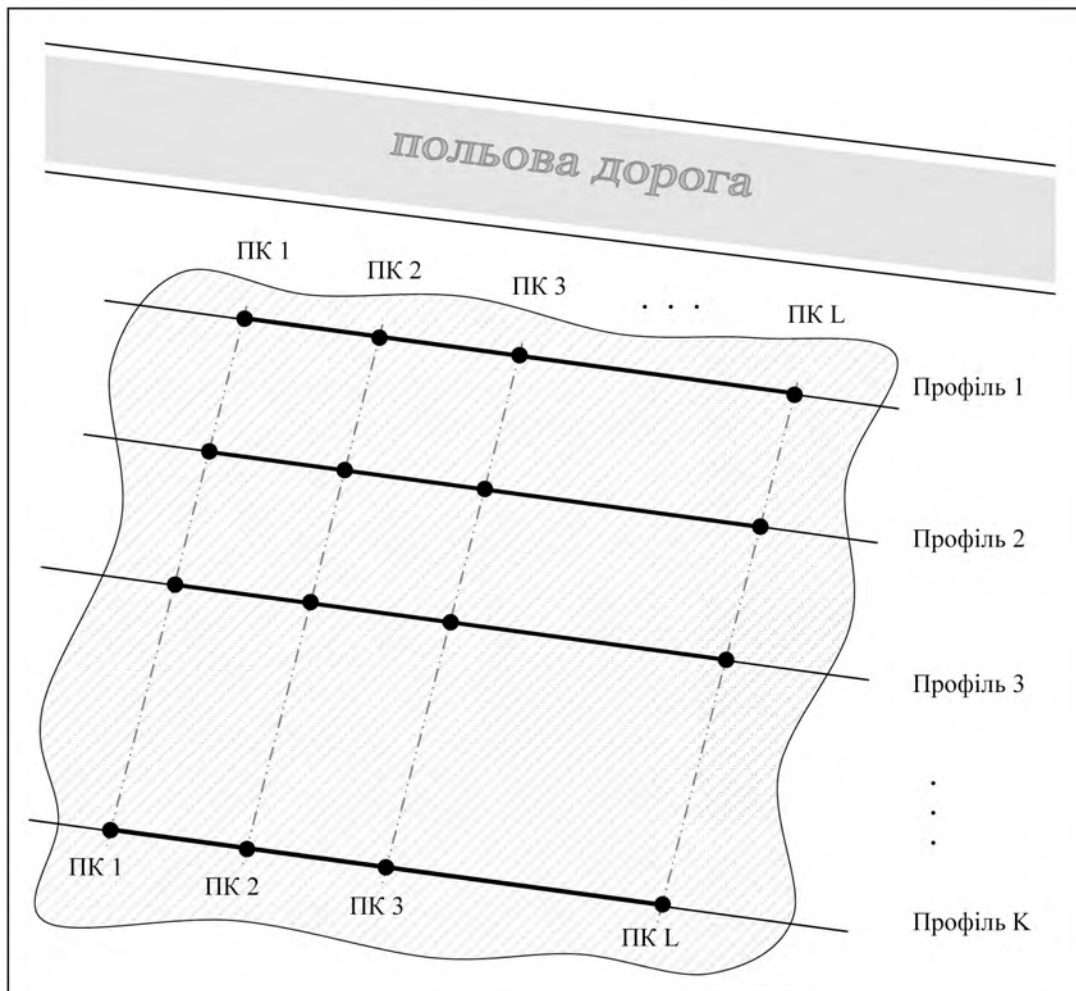 польова дорога
ПК 1
ПК 2
ПК 3
. . .
ПК L
Профіль 1
Профіль 2
Профіль 3
.
.
.
ПК 1
ПК 2
ПК 3
ПК L
Профіль K